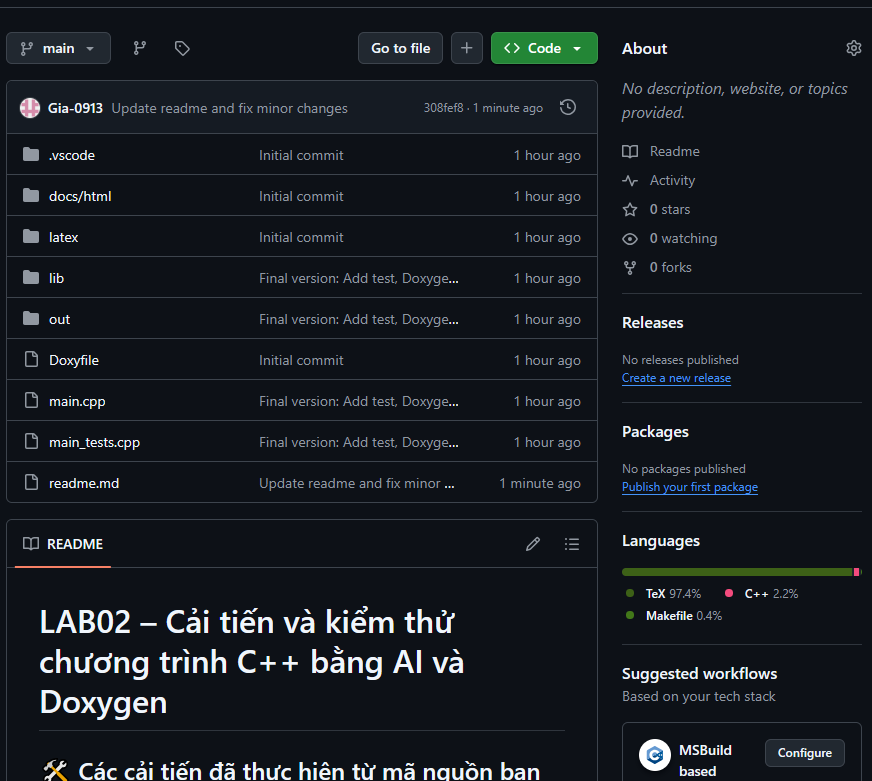 main
Go to file
Code
Gia-0913 Update readme and fix minor changes 308fef8 · 1 minute ago
.vscode Initial commit 1 hour ago
docs/html Initial commit 1 hour ago
latex Initial commit 1 hour ago
lib Final version: Add test, Doxyge... 1 hour ago
out Final version: Add test, Doxyge... 1 hour ago
Doxyfile Initial commit 1 hour ago
main.cpp Final version: Add test, Doxyge... 1 hour ago
main_tests.cpp Final version: Add test, Doxyge... 1 hour ago
readme.md Update readme and fix minor ... 1 minute ago
README
LAB02 – Cải tiến và kiểm thử
chương trình C++ bằng AI và
Doxygen
🛠️ Các cải tiến đã thực hiện từ mã nguồn ban
About
No description, website, or topics
provided.
Readme
Activity
0 stars
0 watching
0 forks
Releases
No releases published
Create a new release
Packages
No packages published
Publish your first package
Languages
TeX 97.4% C++ 2.2%
Makefile 0.4%
Suggested workflows
Based on your tech stack
MSBuild
based
Configure